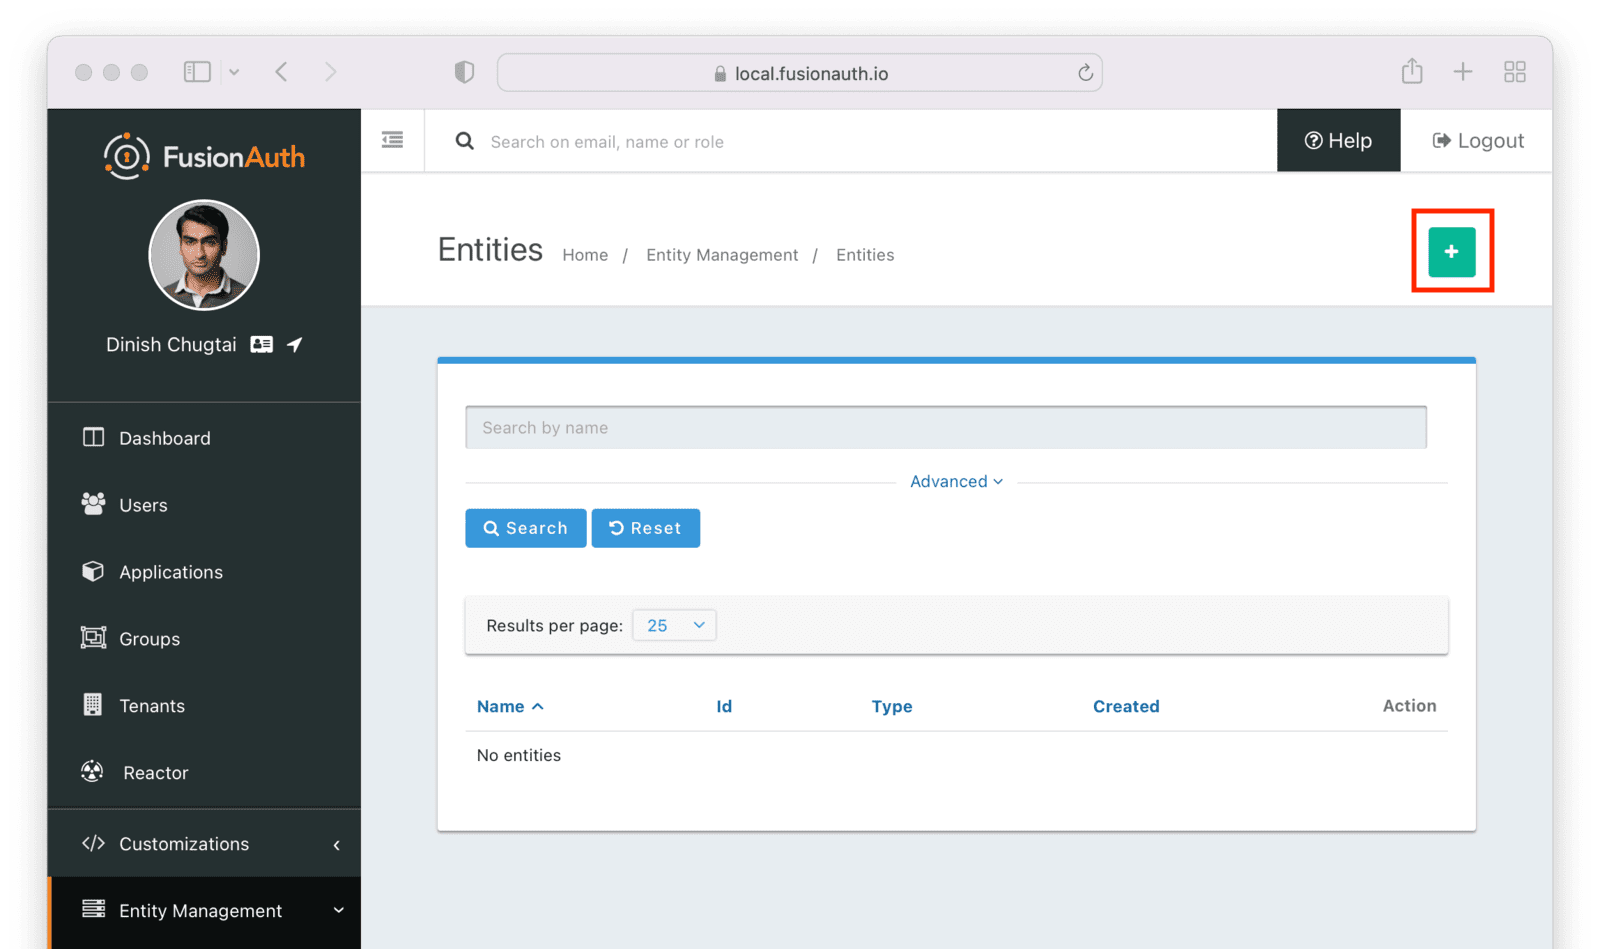 local.fusionauth.io
FusionAuth
Search on email, name or role
Help
Logout
Entities
Home / Entity Management / Entities
Dinish Chugtai
Dashboard
Users
Applications
Groups
Tenants
Reactor
Customizations
Entity Management
Search by name
Advanced
Search
Reset
Results per page: 25
Name Id Type Created Action
No entities